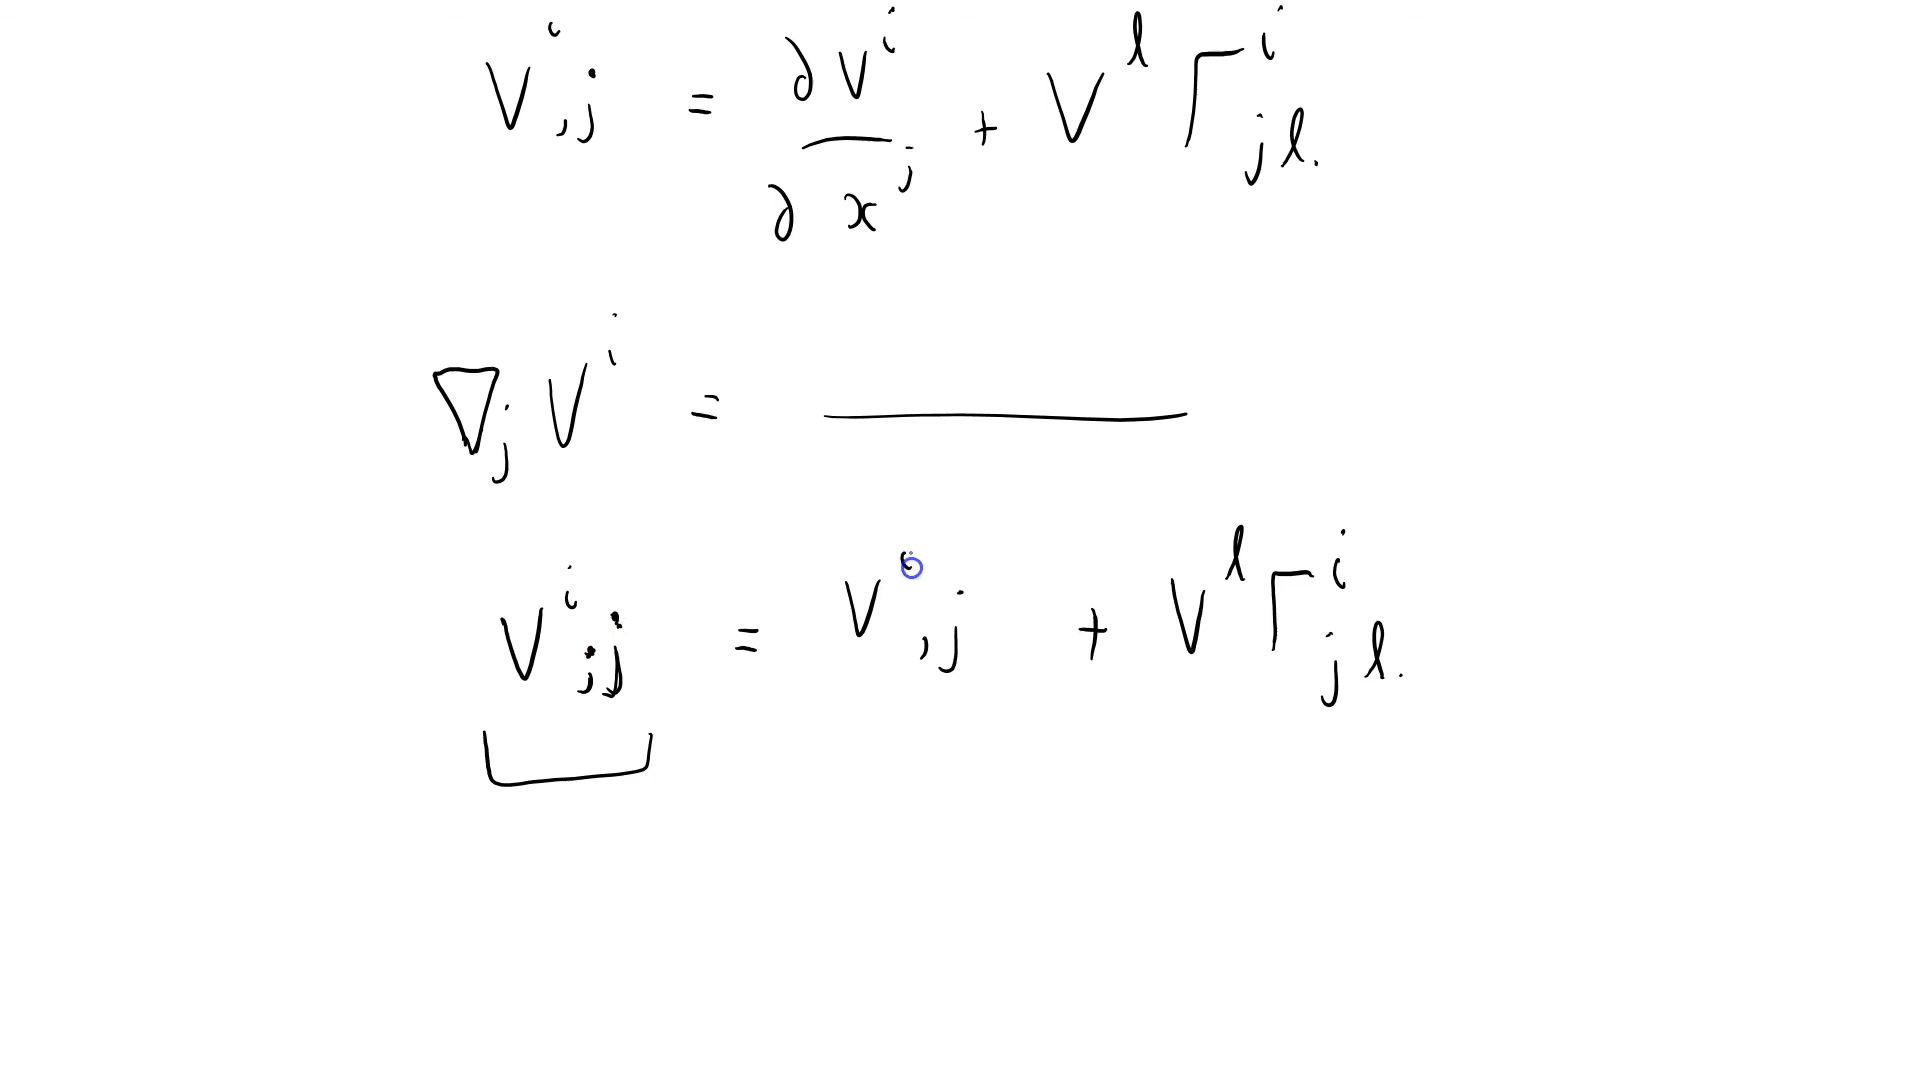 V^i_{,j} = ∂V^i / ∂x^j + V^l Γ^i_{jl}.
∇_j V^i = ______
V^i_{;j} = V^i_{,j} + V^l Γ^i_{jl}.